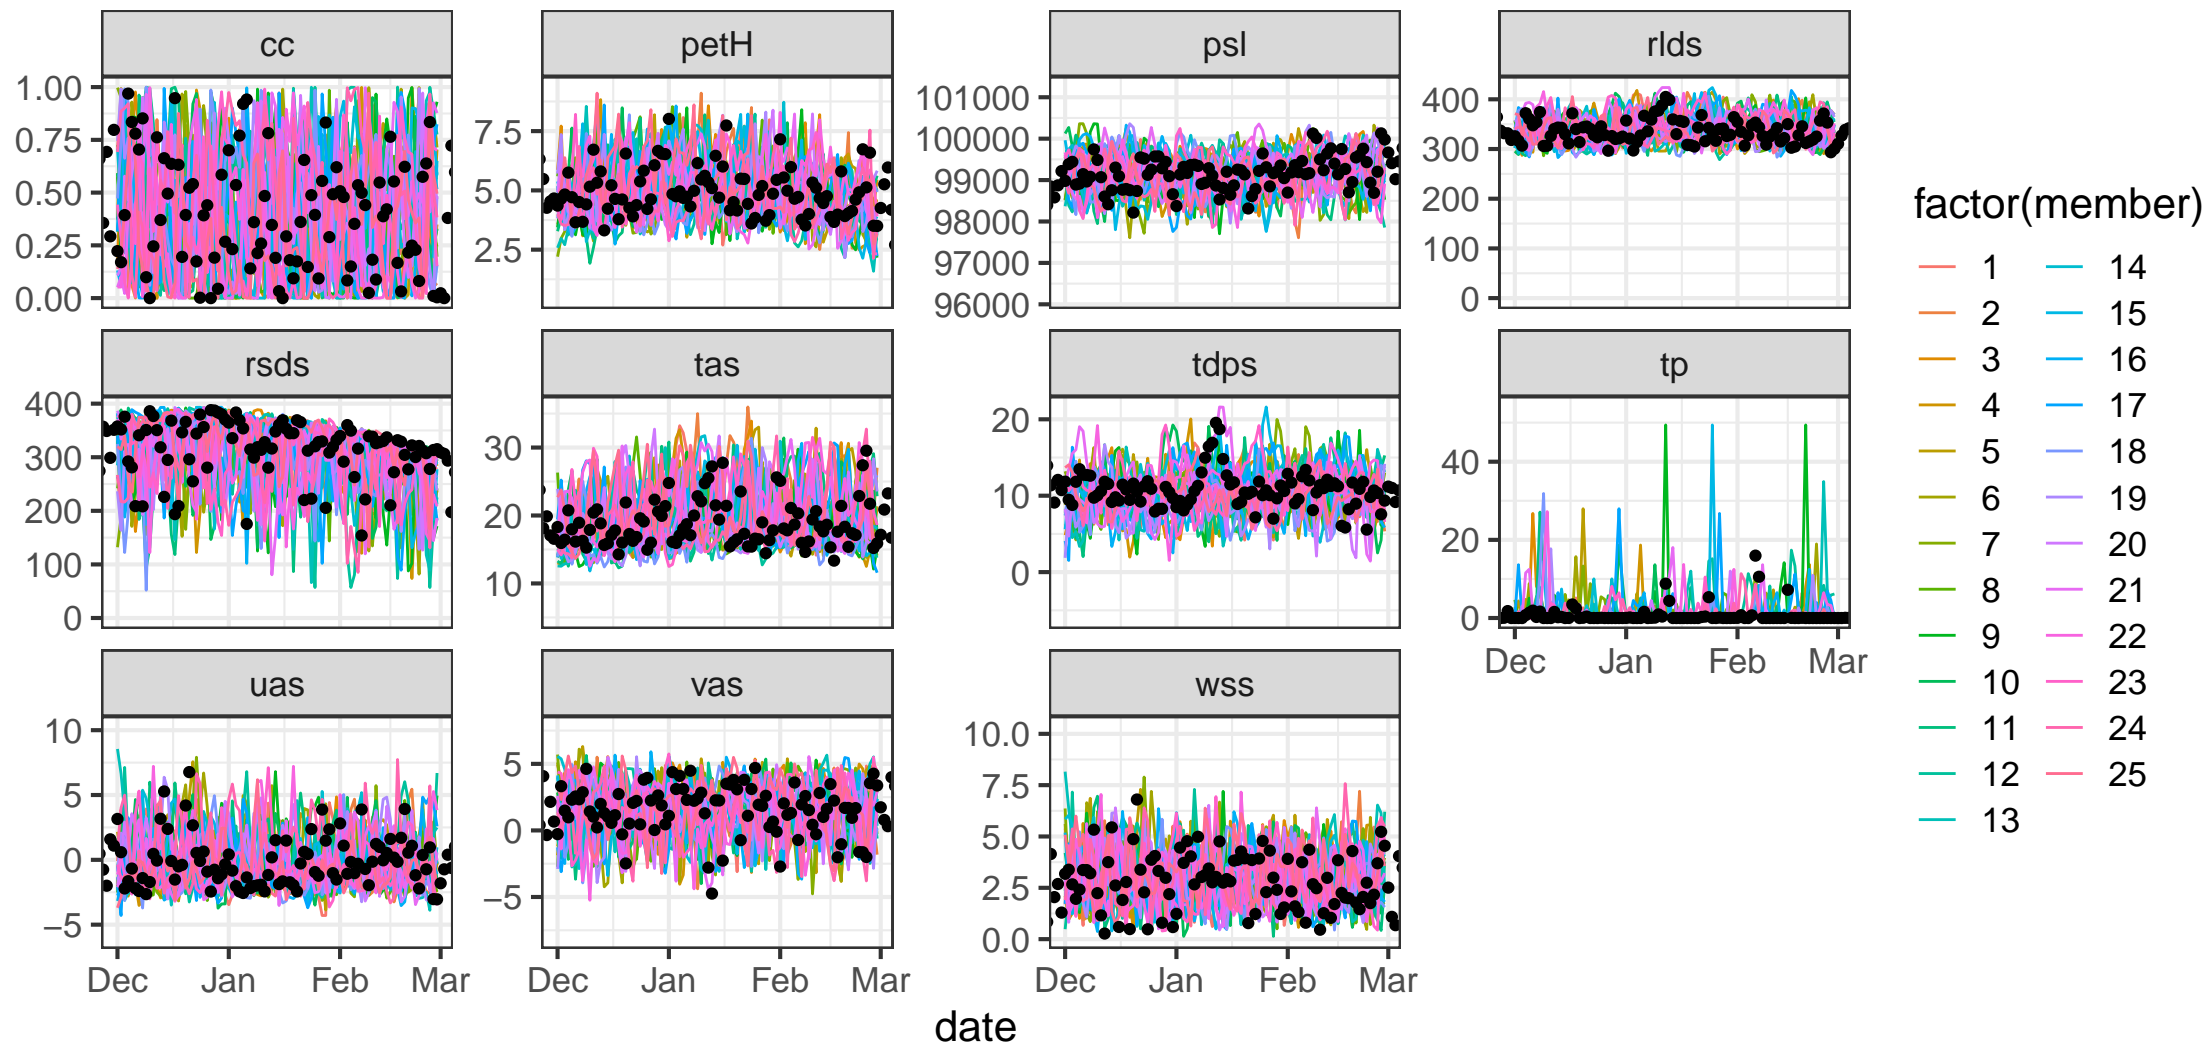 cc petH psl rlds
1.00 0.75 0.50 0.25 0.00
7.5 5.0 2.5
101000 100000 99000 98000 97000 96000
400 300 200 100 0
rsds tas tdps tp
400 300 200 100 0
30 20 10
20 10 0
40 20 0
Dec Jan Feb Mar
uas vas wss
10 5 0 −5
5 0 −5
10.0 7.5 5.0 2.5 0.0
Dec Jan Feb Mar Dec Jan Feb Mar Dec Jan Feb Mar
date
factor(member)
1 14
2 15
3 16
4 17
5 18
6 19
7 20
8 21
9 22
10 23
11 24
12 25
13